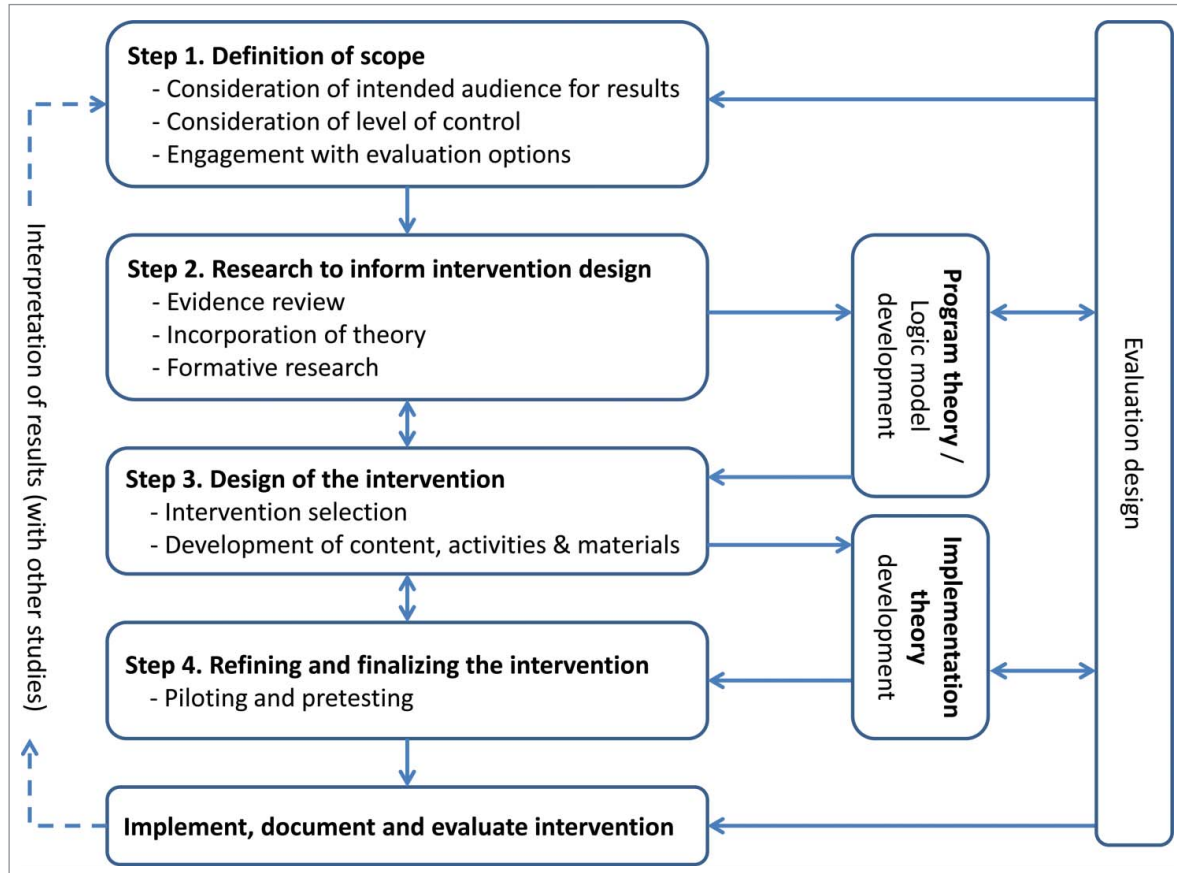 Step 1. Definition of scope
- Consideration of intended audience for results
- Consideration of level of control
- Engagement with evaluation options
Step 2. Research to inform intervention design
- Evidence review
- Incorporation of theory
- Formative research
Step 3. Design of the intervention
- Intervention selection
- Development of content, activities & materials
Step 4. Refining and finalizing the intervention
- Piloting and pretesting
Implement, document and evaluate intervention
Interpretation of results (with other studies)
Program theory /
Logic model
development
Implementation
theory
development
Evaluation design